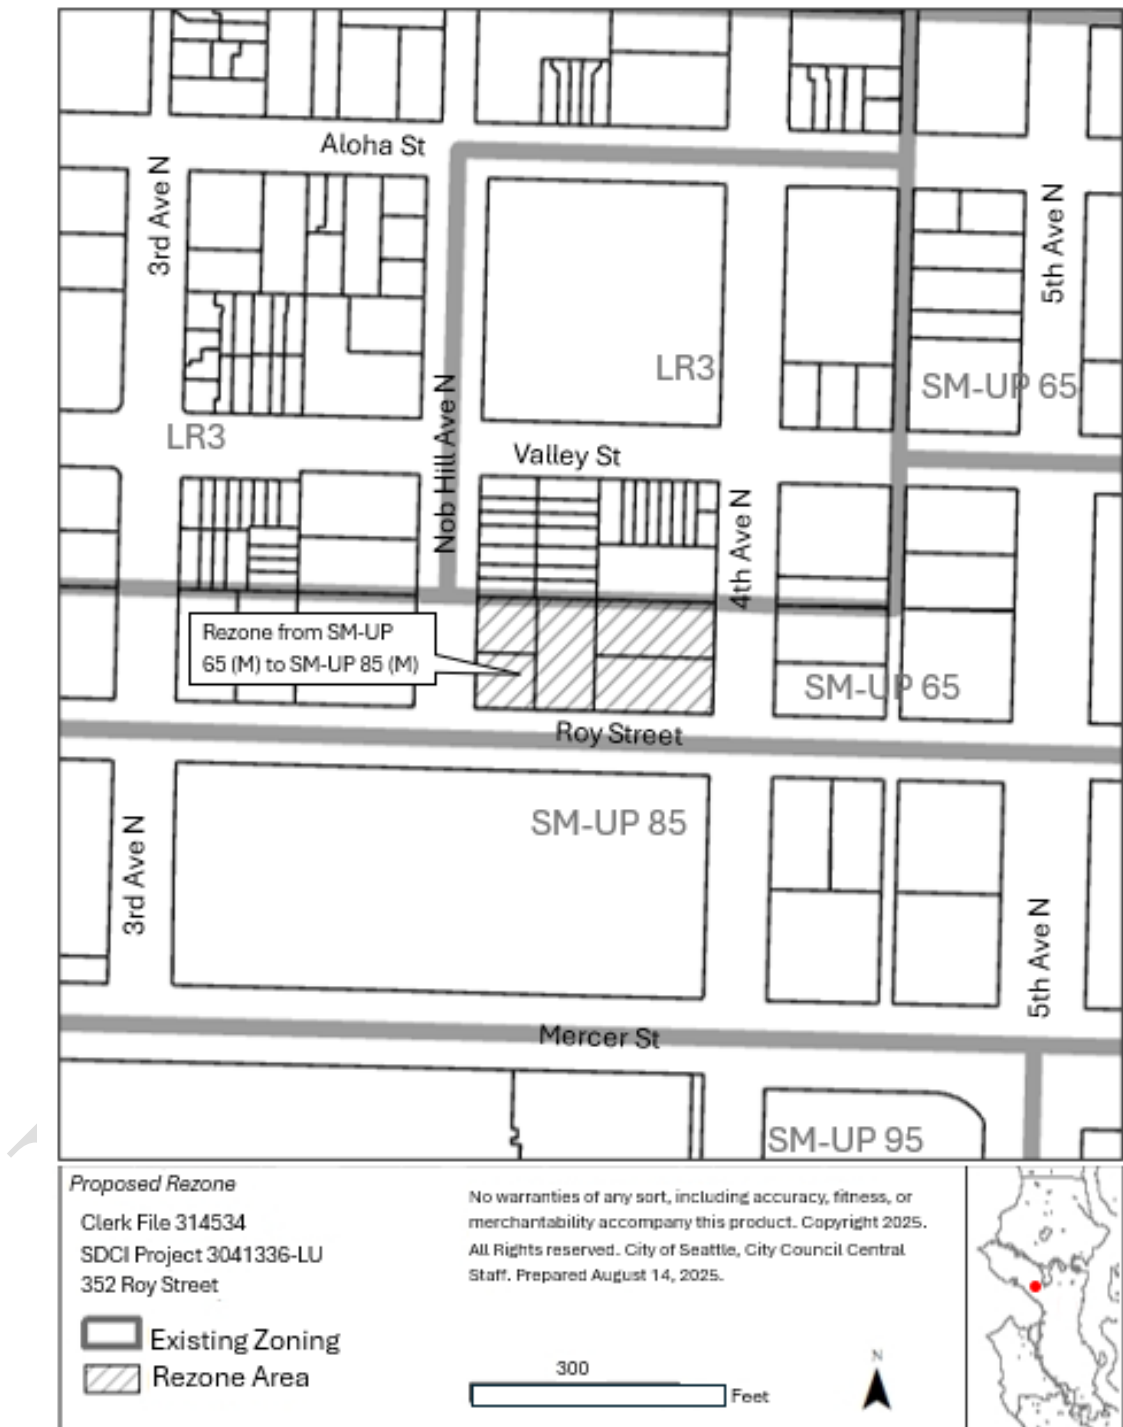 Aloha St
3rd Ave N
5th Ave N
LR3
SM-UP 65
Nob Hill Ave N
LR3
Valley St
4th Ave N
Rezone from SM-UP
65 (M) to SM-UP 85 (M)
SM-UP 65
Roy Street
SM-UP 85
3rd Ave N
5th Ave N
Mercer St
SM-UP 95
Proposed Rezone
Clerk File 314534
SDCI Project 3041336-LU
352 Roy Street
Existing Zoning
Rezone Area
No warranties of any sort, including accuracy, fitness, or
merchantability accompany this product. Copyright 2025.
All Rights reserved. City of Seattle, City Council Central
Staff. Prepared August 14, 2025.
300
Feet
N